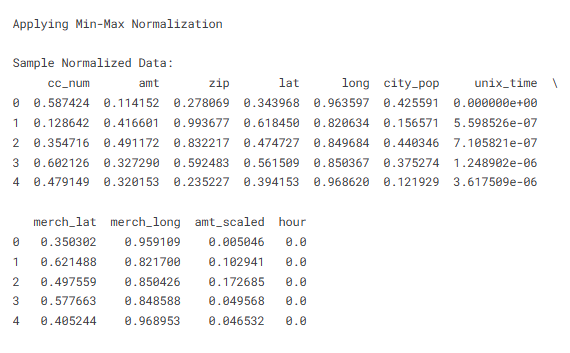 Applying Min-Max Normalization
Sample Normalized Data:
cc_num amt zip lat long city_pop unix_time \
0 0.587424 0.114152 0.278069 0.343968 0.963597 0.425591 0.000000e+00
1 0.128642 0.416601 0.993677 0.618450 0.820634 0.156571 5.598526e-07
2 0.354716 0.491172 0.832217 0.474727 0.849684 0.440346 7.105821e-07
3 0.602126 0.327290 0.592483 0.561509 0.850367 0.375274 1.248902e-06
4 0.479149 0.320153 0.235227 0.394153 0.968620 0.121929 3.617509e-06
merch_lat merch_long amt_scaled hour
0 0.350302 0.959109 0.005046 0.0
1 0.621488 0.821700 0.102941 0.0
2 0.497559 0.850426 0.172685 0.0
3 0.577663 0.848588 0.049568 0.0
4 0.405244 0.968953 0.046532 0.0